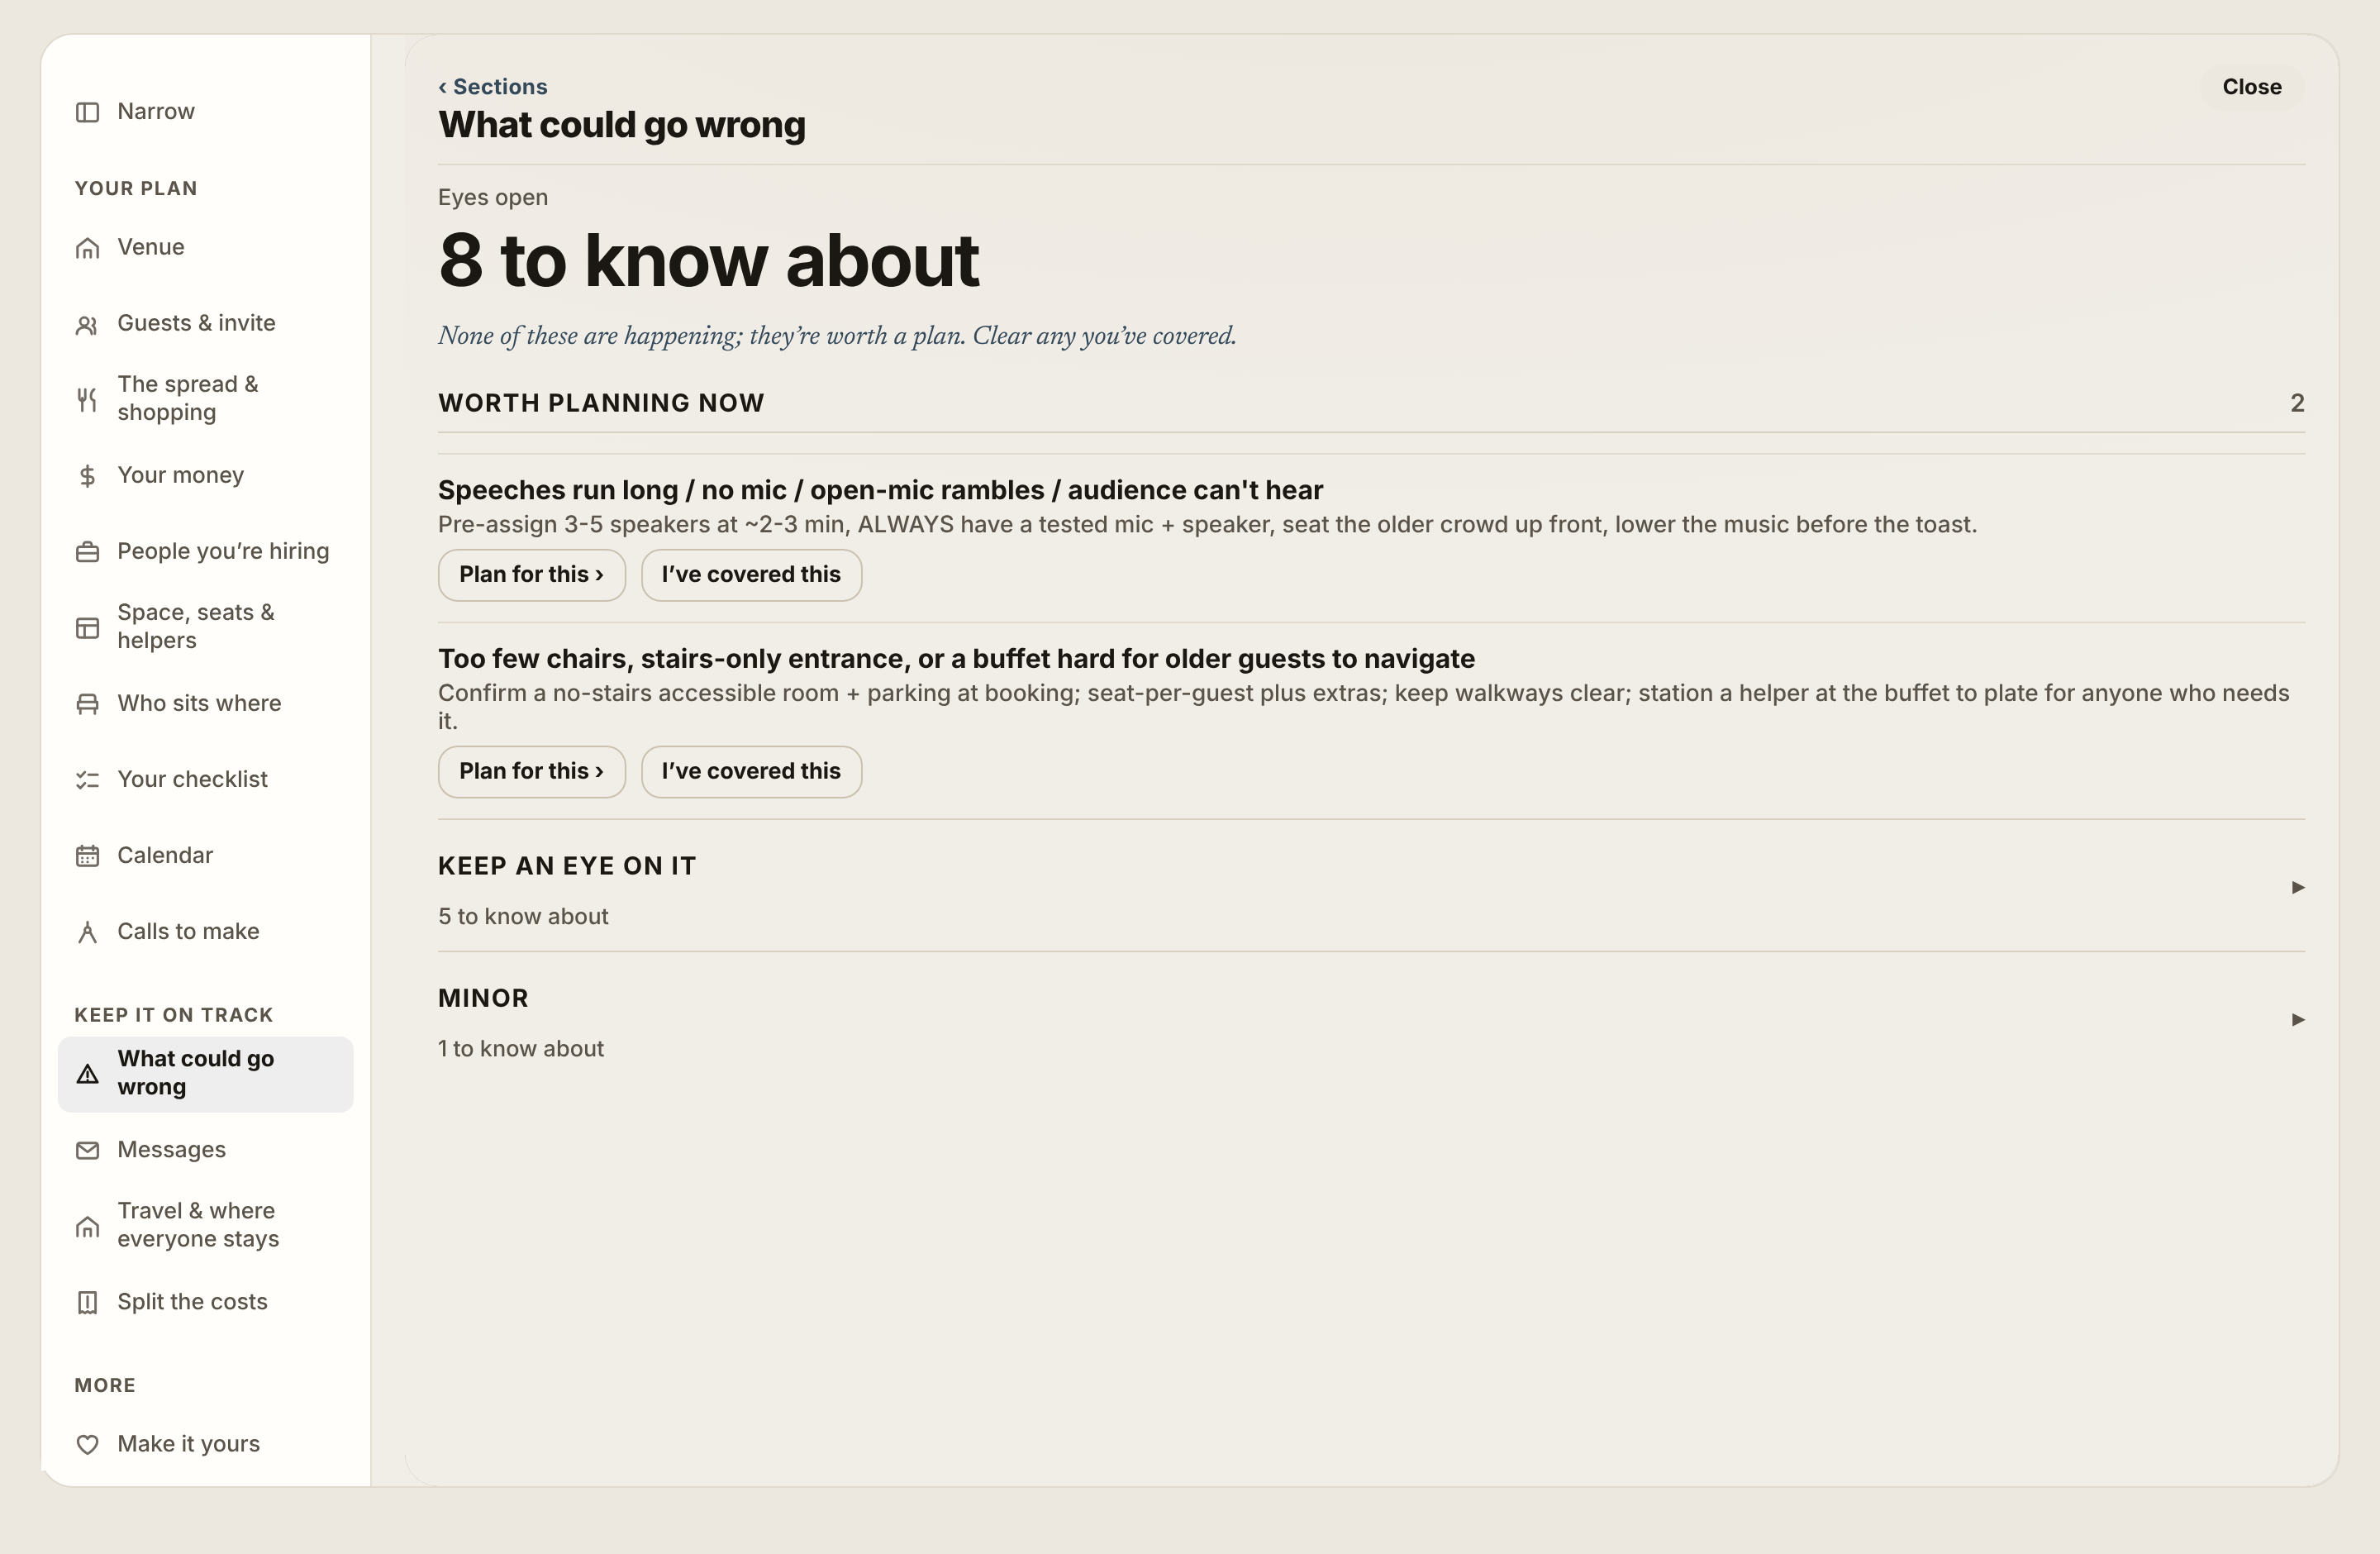 Narrow
YOUR PLAN
Venue
Guests & invite
The spread &
shopping
Your money
People you’re hiring
Space, seats &
helpers
Who sits where
Your checklist
Calendar
Calls to make
KEEP IT ON TRACK
What could go
wrong
Messages
Travel & where
everyone stays
Split the costs
MORE
Make it yours
‹ Sections
Close
What could go wrong
Eyes open
8 to know about
None of these are happening; they’re worth a plan. Clear any you’ve covered.
WORTH PLANNING NOW 2
Speeches run long / no mic / open-mic rambles / audience can't hear
Pre-assign 3-5 speakers at ~2-3 min, ALWAYS have a tested mic + speaker, seat the older crowd up front, lower the music before the toast.
Plan for this › I’ve covered this
Too few chairs, stairs-only entrance, or a buffet hard for older guests to navigate
Confirm a no-stairs accessible room + parking at booking; seat-per-guest plus extras; keep walkways clear; station a helper at the buffet to plate for anyone who needs
it.
Plan for this › I’ve covered this
KEEP AN EYE ON IT
5 to know about
MINOR
1 to know about